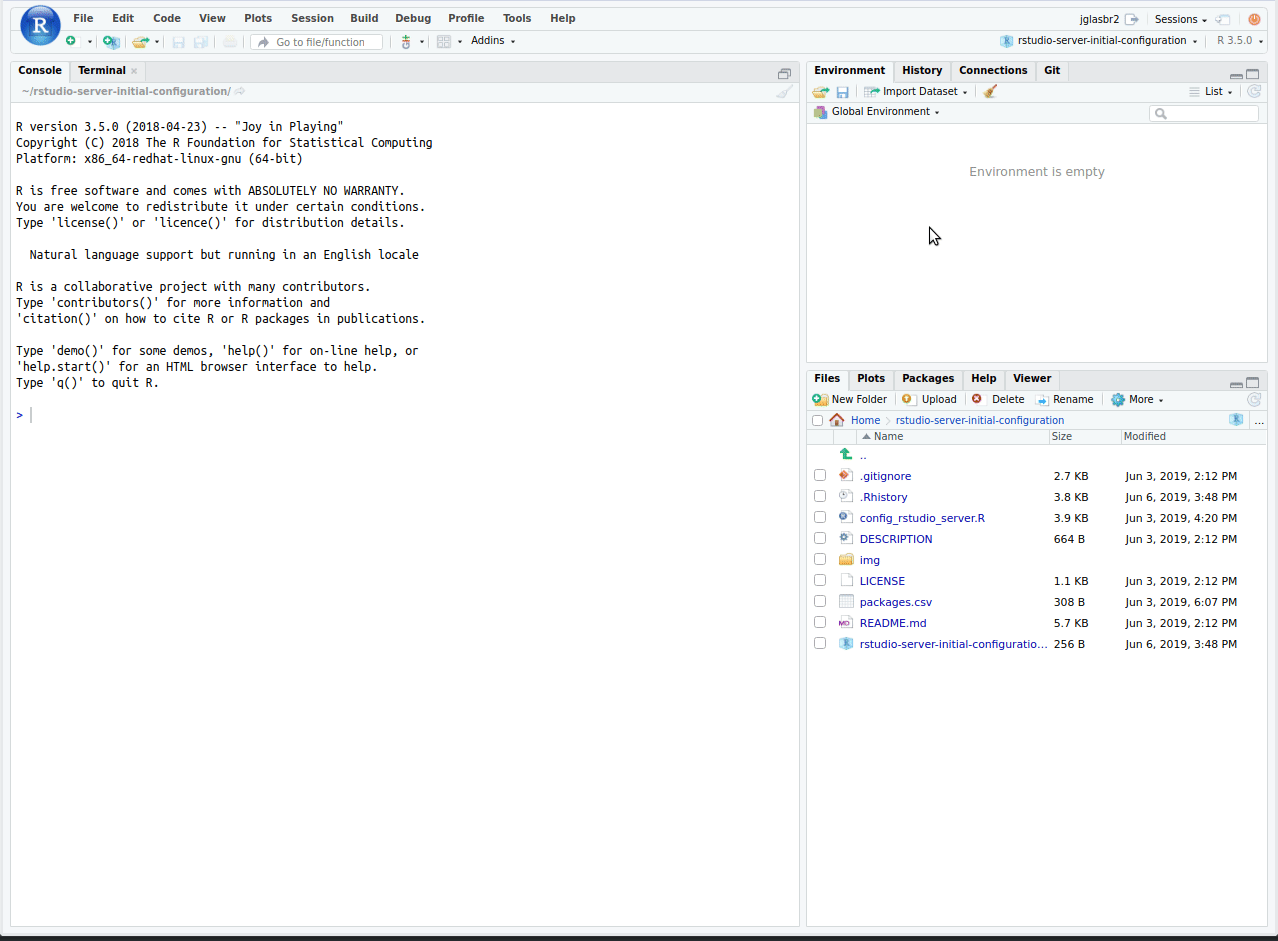 R
File Edit Code View Plots Session Build Debug Profile Tools Help
jglasbr2 Sessions
Go to file/function Addins
rstudio-server-initial-configuration R 3.5.0
Console Terminal
~/rstudio-server-initial-configuration/
R version 3.5.0 (2018-04-23) -- "Joy in Playing"
Copyright (C) 2018 The R Foundation for Statistical Computing
Platform: x86_64-redhat-linux-gnu (64-bit)
R is free software and comes with ABSOLUTELY NO WARRANTY.
You are welcome to redistribute it under certain conditions.
Type 'license()' or 'licence()' for distribution details.
Natural language support but running in an English locale
R is a collaborative project with many contributors.
Type 'contributors()' for more information and
'citation()' on how to cite R or R packages in publications.
Type 'demo()' for some demos, 'help()' for on-line help, or
'help.start()' for an HTML browser interface to help.
Type 'q()' to quit R.
>
Environment History Connections Git
Import Dataset List
Global Environment
Environment is empty
Files Plots Packages Help Viewer
New Folder Upload Delete Rename More
Home rstudio-server-initial-configuration ...
Name Size Modified
..
.gitignore 2.7 KB Jun 3, 2019, 2:12 PM
.Rhistory 3.8 KB Jun 6, 2019, 3:48 PM
config_rstudio_server.R 3.9 KB Jun 3, 2019, 4:20 PM
DESCRIPTION 664 B Jun 3, 2019, 2:12 PM
img
LICENSE 1.1 KB Jun 3, 2019, 2:12 PM
packages.csv 308 B Jun 3, 2019, 6:07 PM
README.md 5.7 KB Jun 3, 2019, 2:12 PM
rstudio-server-initial-configuratio... 256 B Jun 6, 2019, 3:48 PM